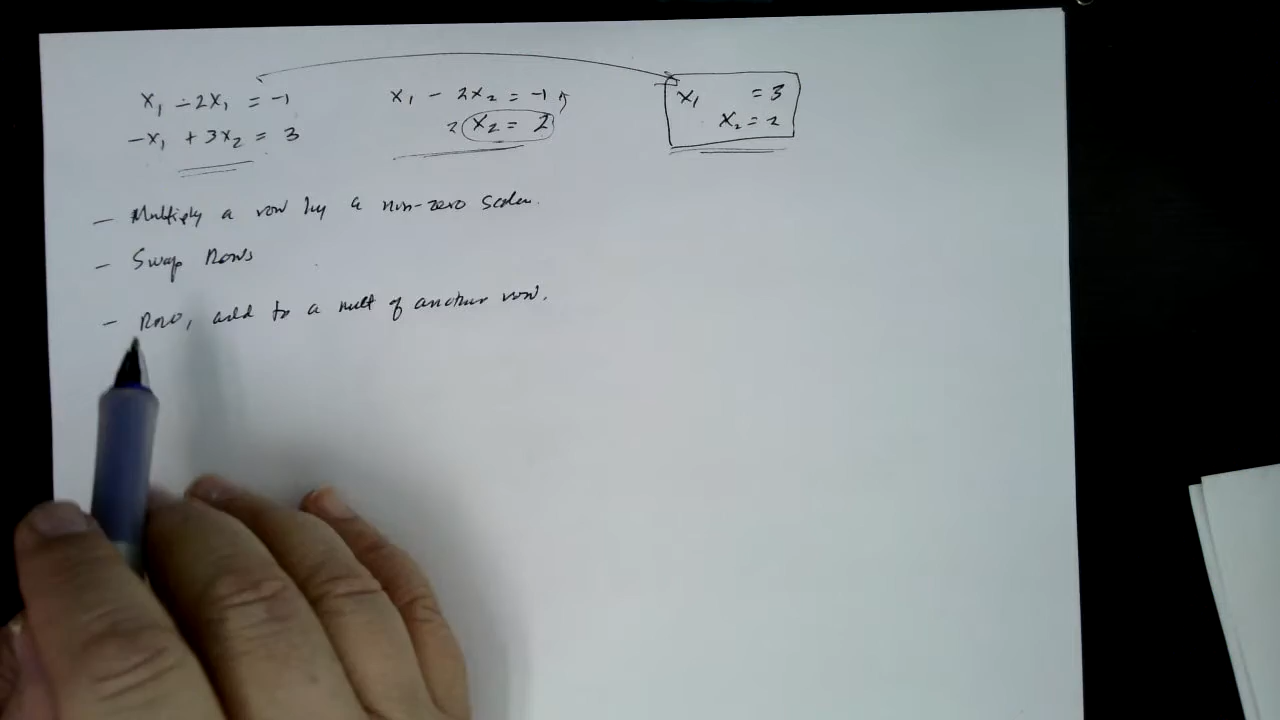 x₁ - 2x₁ = -1
-x₁ + 3x₂ = 3
x₁ - 2x₂ = -1
2 x₂ = 2
x₁ = 3
x₂ = 2
- Multiply a row by a non-zero scalar.
- Swap Rows
- Row, add to a mult of another row.